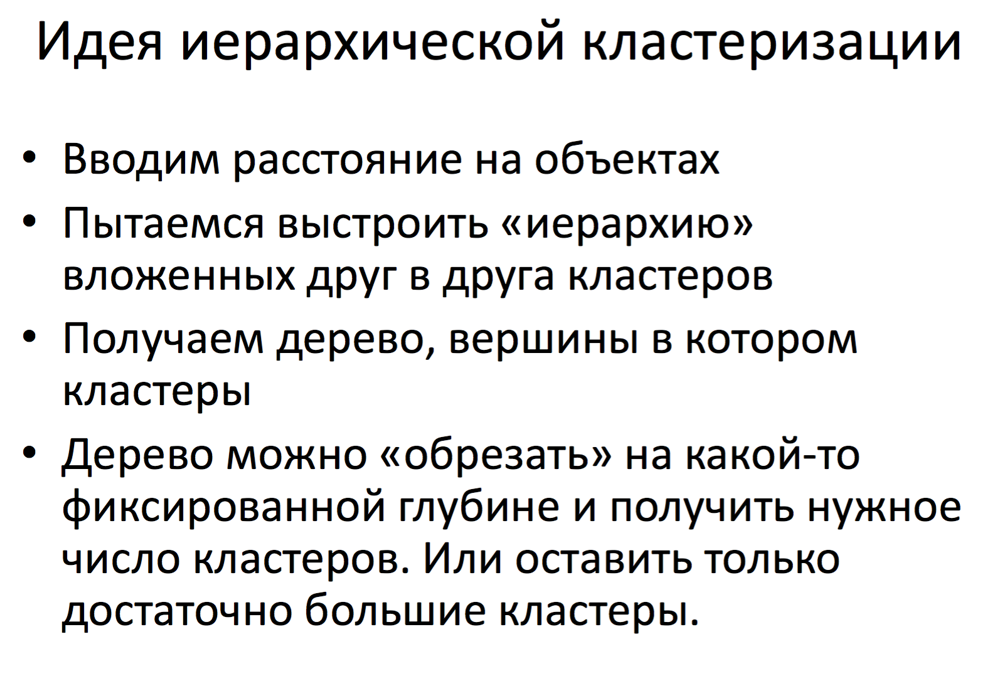 Идея иерархической кластеризации
• Вводим расстояние на объектах
• Пытаемся выстроить «иерархию»
вложенных друг в друга кластеров
• Получаем дерево, вершины в котором
кластеры
• Дерево можно «обрезать» на какой-то
фиксированной глубине и получить нужное
число кластеров. Или оставить только
достаточно большие кластеры.